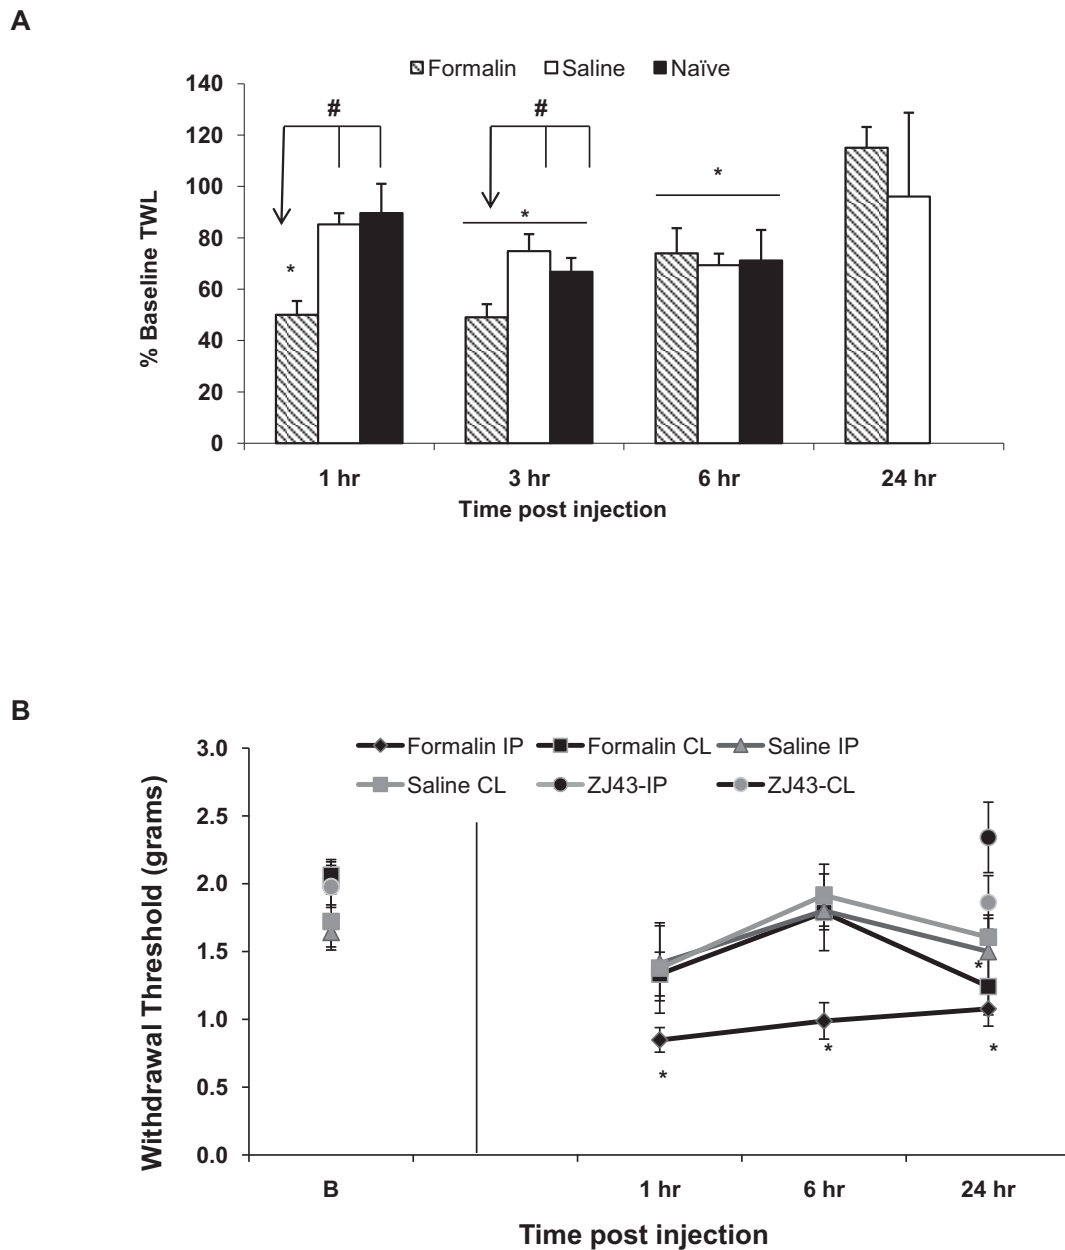 A
Formalin Saline Naïve
140
120
100
80
60
40
20
0
% Baseline TWL
# #
* * *
1 hr 3 hr 6 hr 24 hr
Time post injection
B
Formalin IP Formalin CL Saline IP
Saline CL ZJ43-IP ZJ43-CL
3.0
2.5
2.0
1.5
1.0
0.5
0.0
Withdrawal Threshold (grams)
*
* * *
B 1 hr 6 hr 24 hr
Time post injection